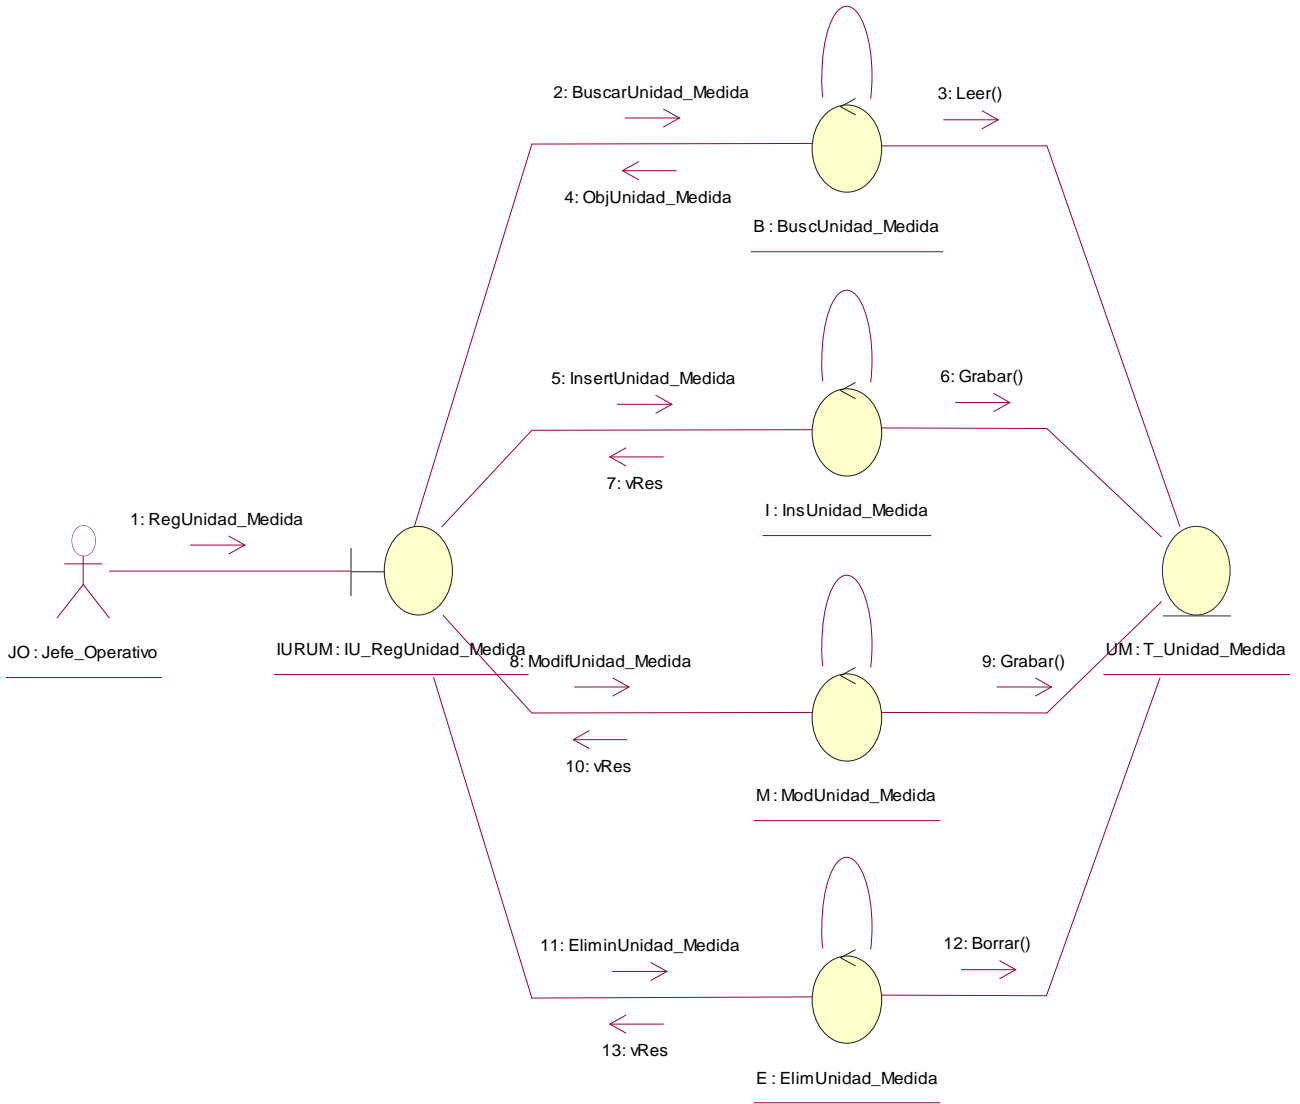 2: BuscarUnidad_Medida
3: Leer()
4: ObjUnidad_Medida
B : BuscUnidad_Medida
5: InsertUnidad_Medida
6: Grabar()
7: vRes
I : InsUnidad_Medida
1: RegUnidad_Medida
JO : Jefe_Operativo
IURUM : IU_RegUnidad_Medida
UM : T_Unidad_Medida
8: ModifUnidad_Medida
9: Grabar()
10: vRes
M : ModUnidad_Medida
11: EliminUnidad_Medida
12: Borrar()
13: vRes
E : ElimUnidad_Medida